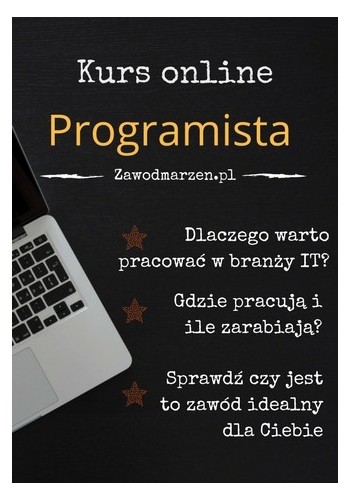 Kurs online
Programista
Zawodmarzen.pl
Dlaczego warto
pracować w branży IT?
Gdzie pracują i
ile zarabiają?
Sprawdź czy jest
to zawód idealny
dla Ciebie